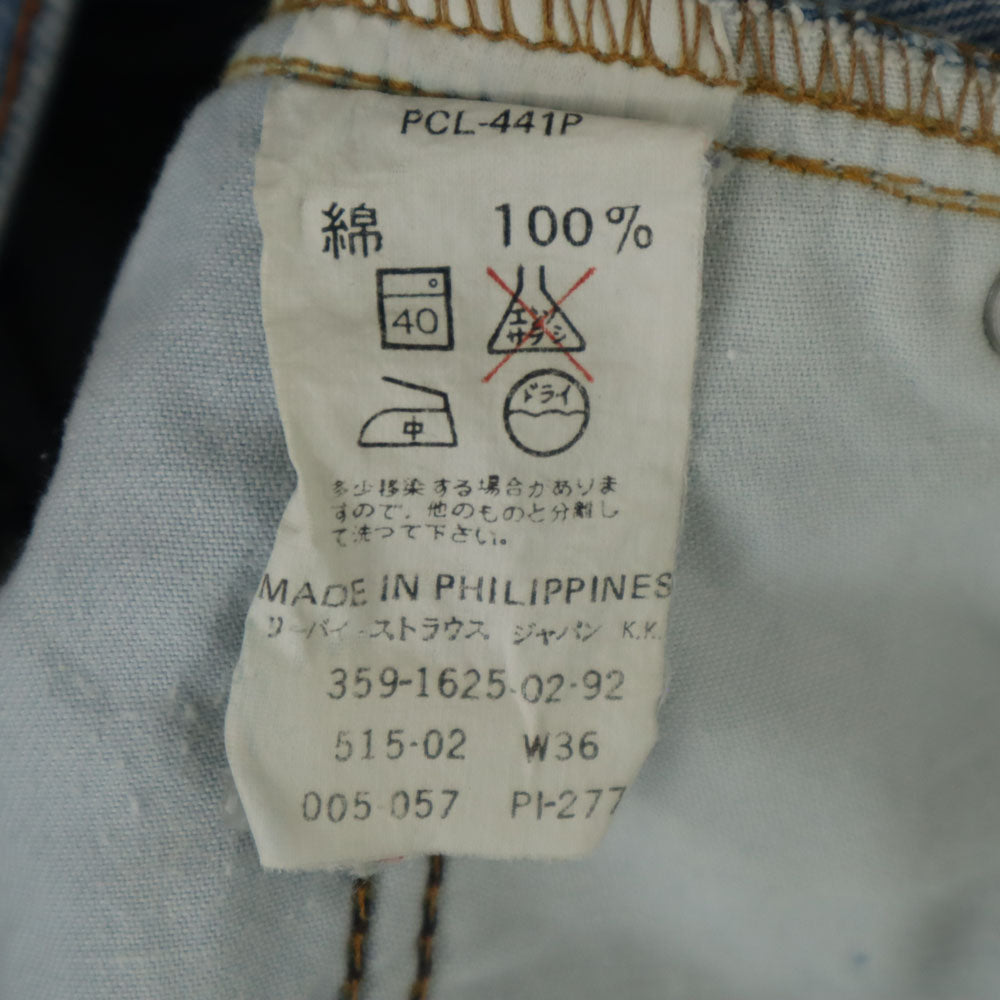 PCL-441P
綿 100%
40
エンソ
サラシ
中
ドライ
多少移染する場合がありま
すので、他のものと分離し
て洗つて下さい。
MADE IN PHILIPPINES
リーバイ・ストラウス ジャパン K.K.
359-1625-02-92
515-02 W36
005-057 PI-277